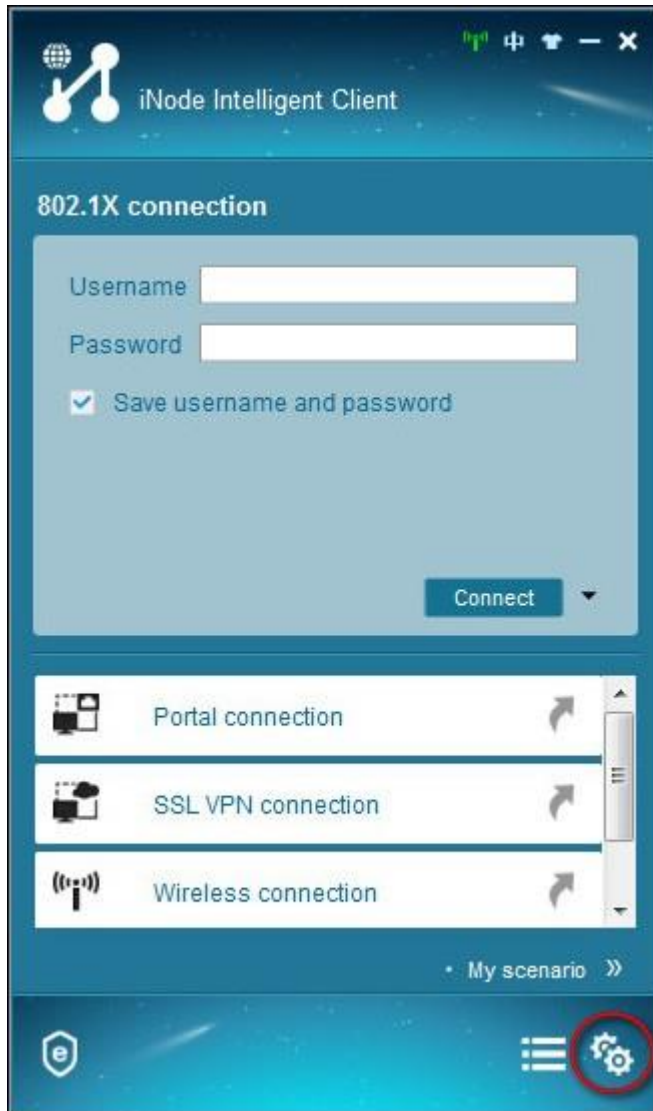 中
iNode Intelligent Client
802.1X connection
Username
Password
Save username and password
Connect
Portal connection
SSL VPN connection
Wireless connection
• My scenario »
e